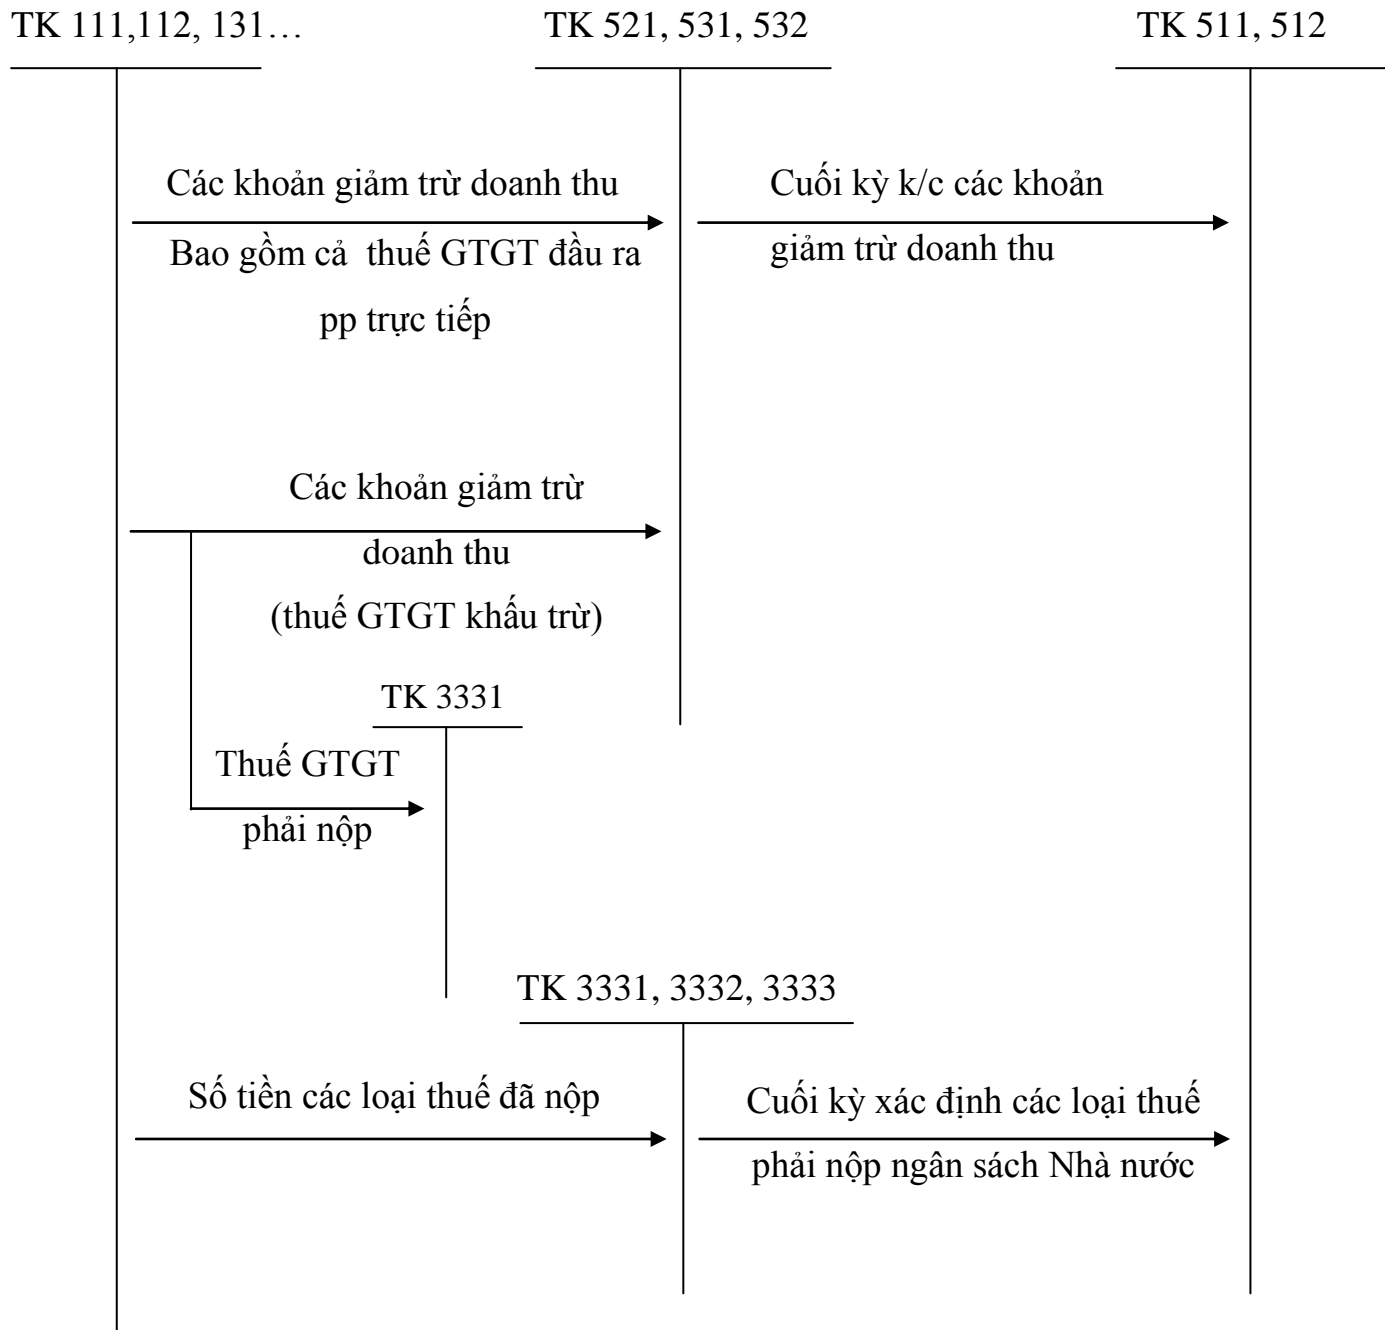 TK 111,112, 131…
TK 521, 531, 532
TK 511, 512
Các khoản giảm trừ doanh thu
Bao gồm cả thuế GTGT đầu ra
pp trực tiếp
Cuối kỳ k/c các khoản
giảm trừ doanh thu
Các khoản giảm trừ
doanh thu
(thuế GTGT khấu trừ)
TK 3331
Thuế GTGT
phải nộp
TK 3331, 3332, 3333
Số tiền các loại thuế đã nộp
Cuối kỳ xác định các loại thuế
phải nộp ngân sách Nhà nước